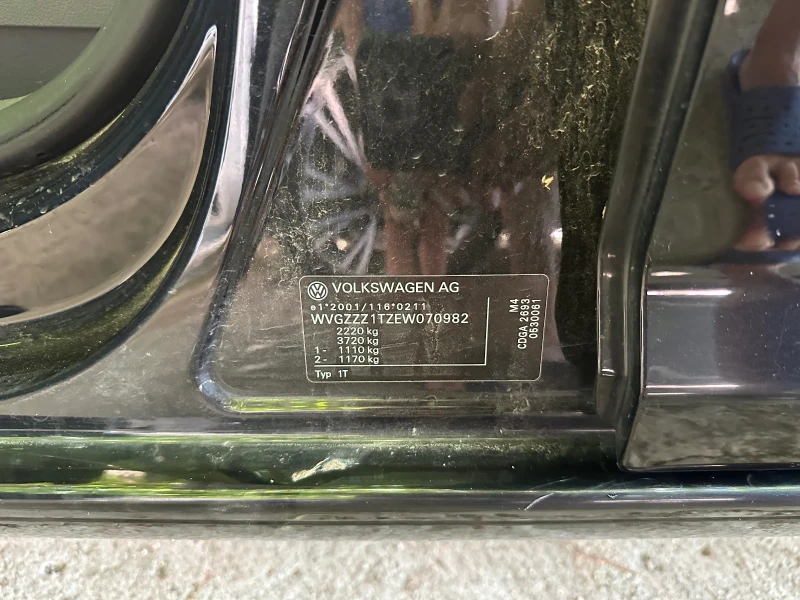 VOLKSWAGEN AG
e1*2001/116*0211
WVGZZZ1TZEW070982
2220 kg
3720 kg
1- 1110 kg
2- 1170 kg
Typ 1T
M4
CDGA 2693
0530061